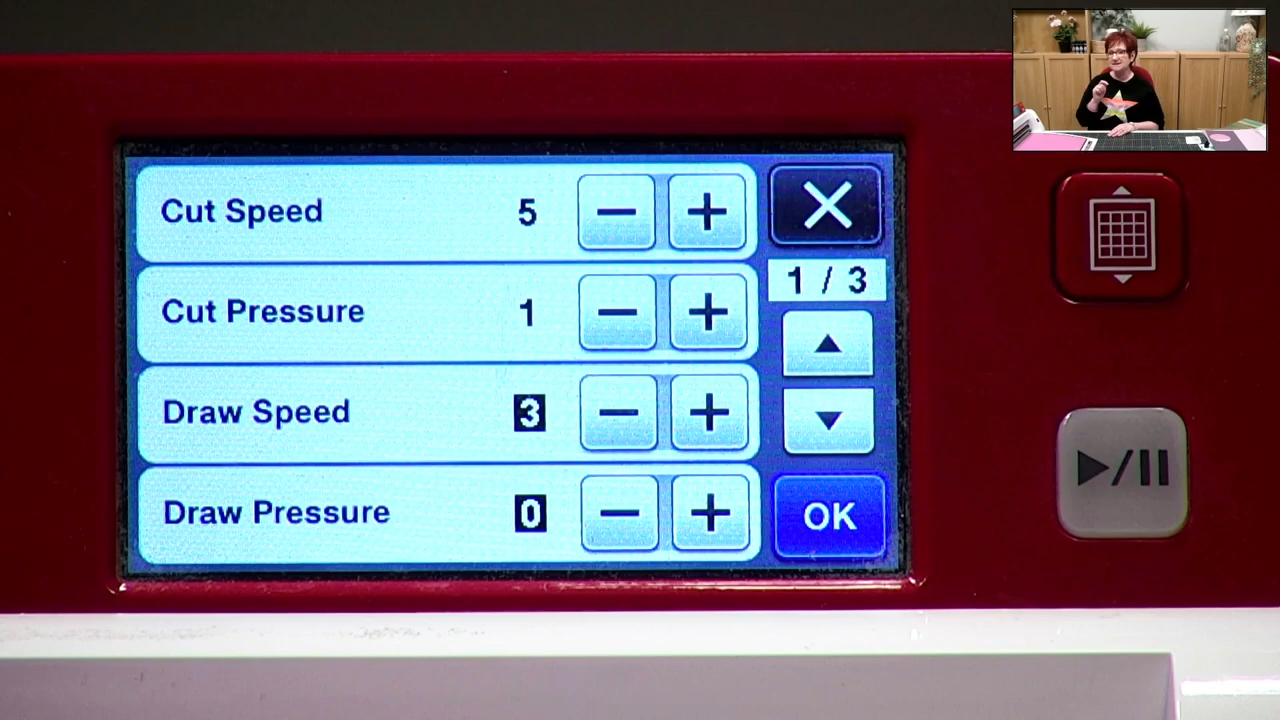 Cut Speed 5 − +
1 / 3
Cut Pressure 1 − +
Draw Speed 3 − +
Draw Pressure 0 − +
OK